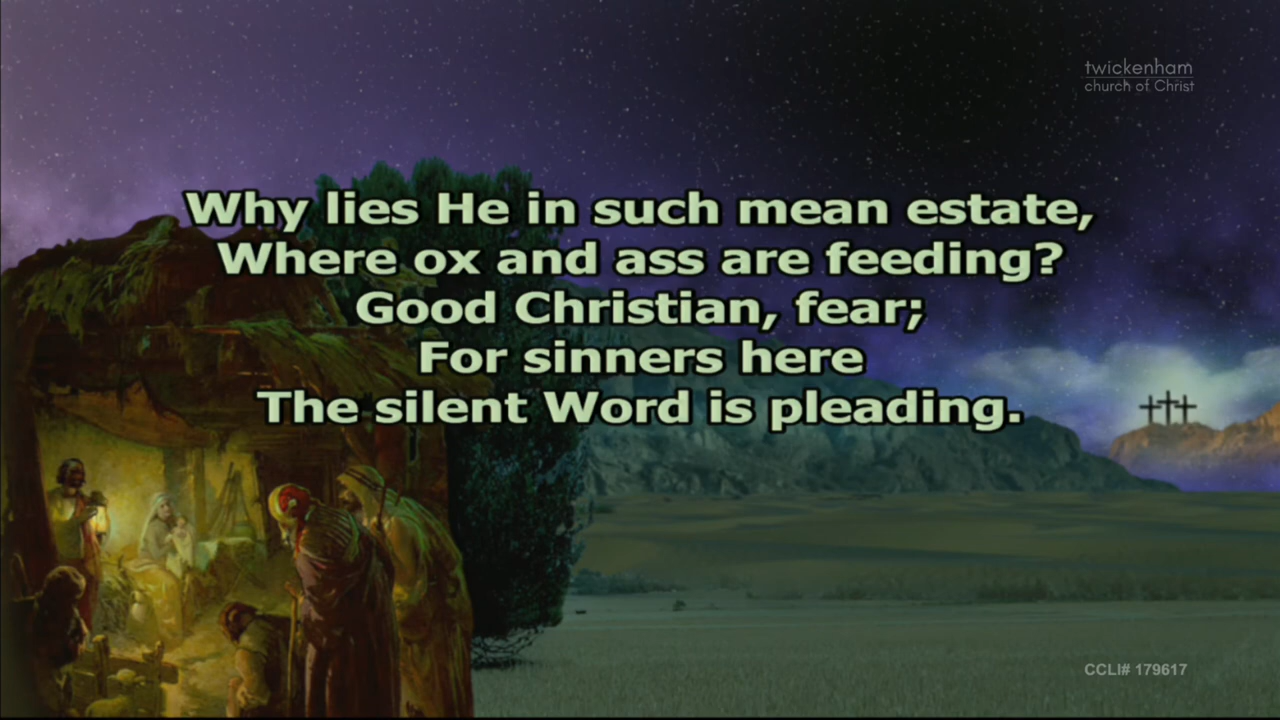 twickenham
church of Christ
Why lies He in such mean estate,
Where ox and ass are feeding?
Good Christian, fear;
For sinners here
The silent Word is pleading.
CCLI# 179617